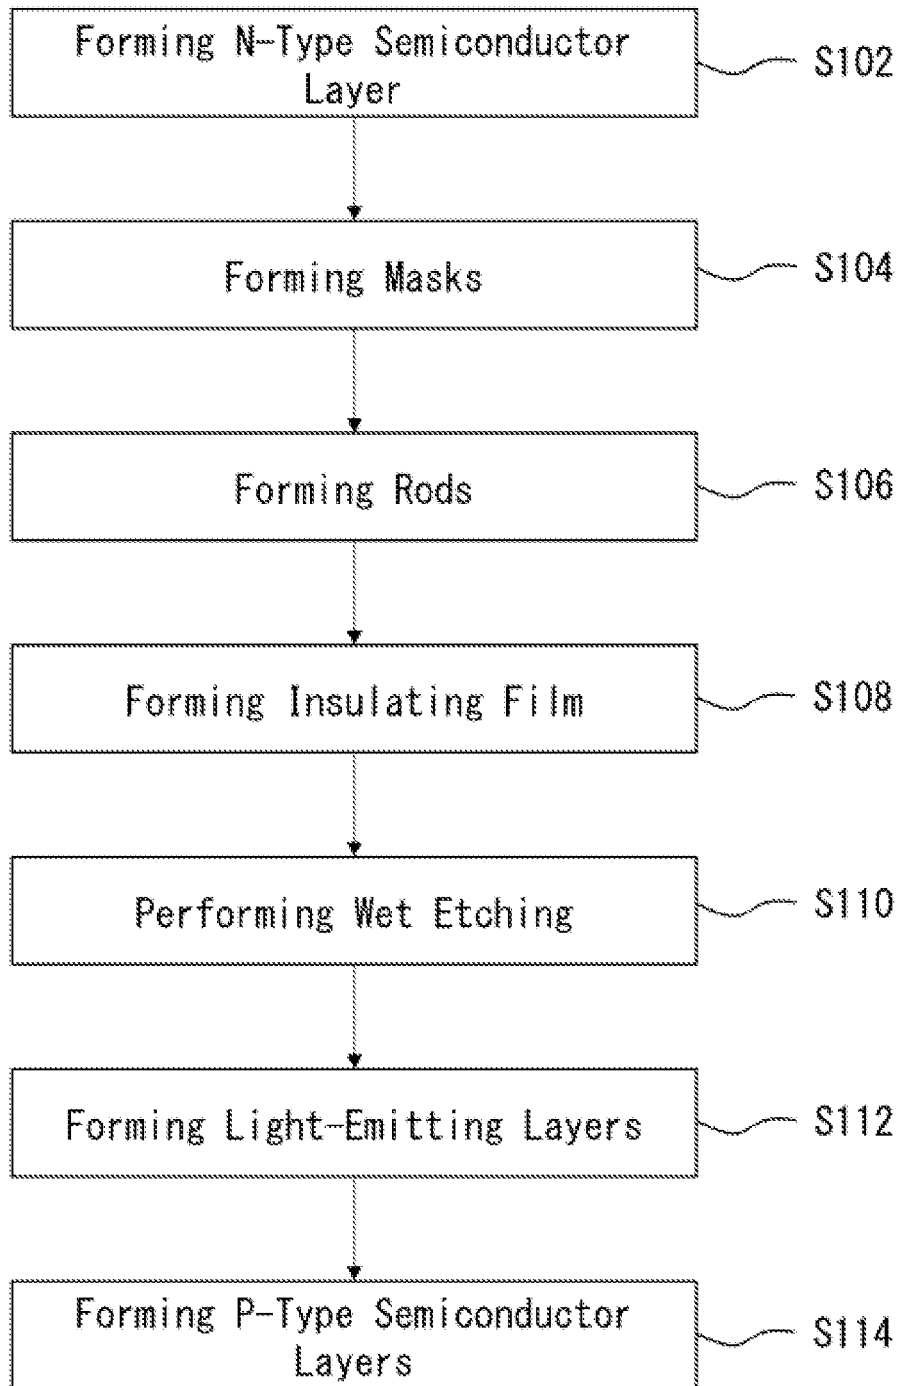 Forming N-Type Semiconductor
Layer
S102
Forming Masks
S104
Forming Rods
S106
Forming Insulating Film
S108
Performing Wet Etching
S110
Forming Light-Emitting Layers
S112
Forming P-Type Semiconductor
Layers
S114